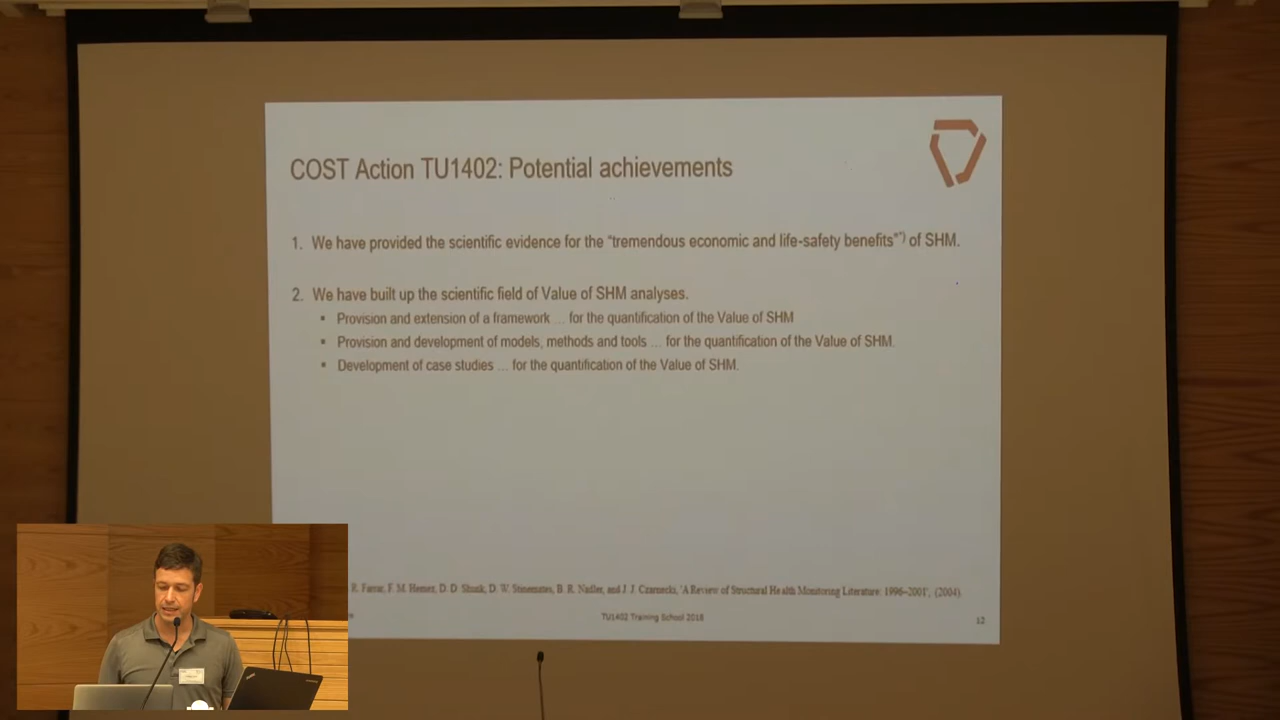 COST Action TU1402: Potential achievements
1. We have provided the scientific evidence for the "tremendous economic and life-safety benefits"*) of SHM.
2. We have built up the scientific field of Value of SHM analyses.
▪ Provision and extension of a framework ... for the quantification of the Value of SHM
▪ Provision and development of models, methods and tools ... for the quantification of the Value of SHM.
▪ Development of case studies ... for the quantification of the Value of SHM.
R. Farrar, F. M. Hemez, D. D. Shunk, D. W. Stinemates, B. R. Nadler, and J. J. Czarnecki, 'A Review of Structural Health Monitoring Literature: 1996–2001', (2004).
TU1402 Training School 2018
12